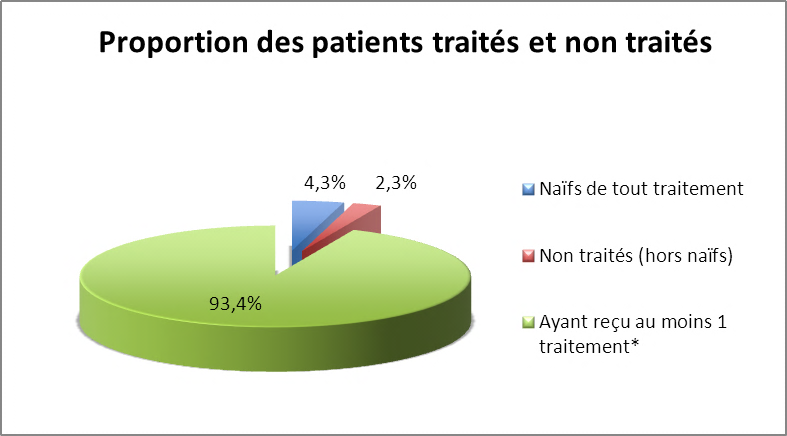 Proportion des patients traités et non traités
4,3%
2,3%
93,4%
Naïfs de tout traitement
Non traités (hors naïfs)
Ayant reçu au moins 1
traitement*